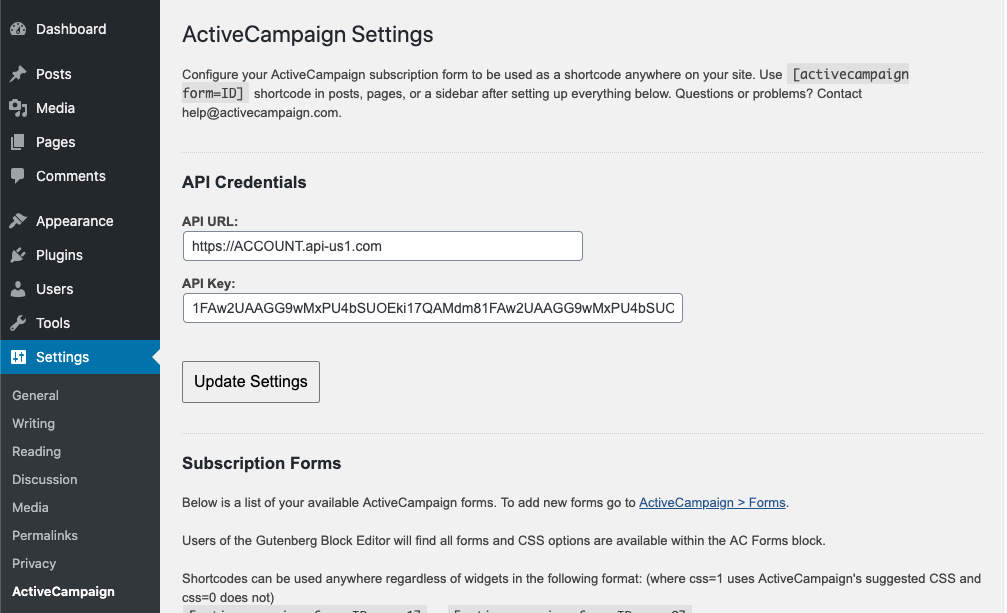 Dashboard
Posts
Media
Pages
Comments
Appearance
Plugins
Users
Tools
Settings
General
Writing
Reading
Discussion
Media
Permalinks
Privacy
ActiveCampaign
ActiveCampaign Settings
Configure your ActiveCampaign subscription form to be used as a shortcode anywhere on your site. Use [activecampaign
form=ID] shortcode in posts, pages, or a sidebar after setting up everything below. Questions or problems? Contact
help@activecampaign.com.
API Credentials
API URL:
https://ACCOUNT.api-us1.com
API Key:
1FAw2UAAGG9wMxPU4bSUOEki17QAMdm81FAw2UAAGG9wMxPU4bSUC
Update Settings
Subscription Forms
Below is a list of your available ActiveCampaign forms. To add new forms go to ActiveCampaign > Forms.
Users of the Gutenberg Block Editor will find all forms and CSS options are available within the AC Forms block.
Shortcodes can be used anywhere regardless of widgets in the following format: (where css=1 uses ActiveCampaign's suggested CSS and
css=0 does not)